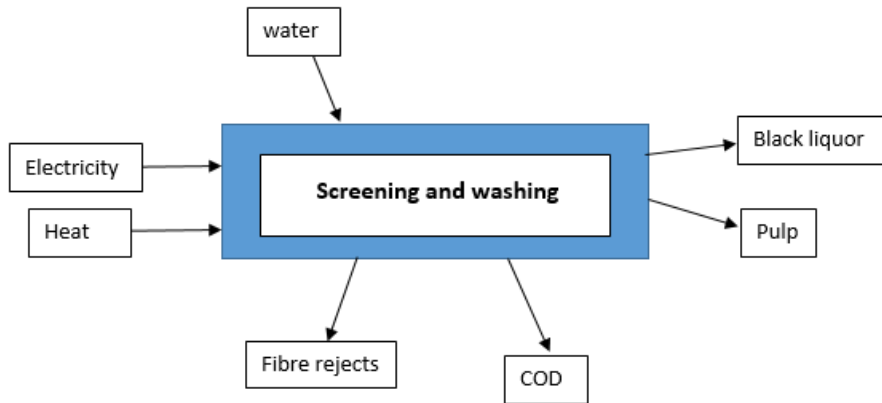 water
Electricity
Heat
Screening and washing
Black liquor
Pulp
Fibre rejects
COD